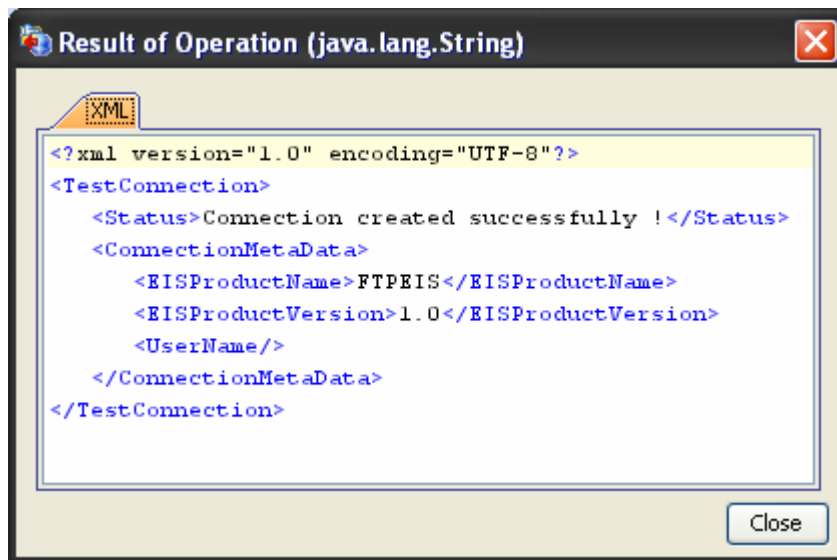 Result of Operation (java.lang.String)
XML
<?xml version="1.0" encoding="UTF-8"?>
<TestConnection>
<Status>Connection created successfully !</Status>
<ConnectionMetaData>
<EISProductName>FTPEIS</EISProductName>
<EISProductVersion>1.0</EISProductVersion>
<UserName/>
</ConnectionMetaData>
</TestConnection>
Close